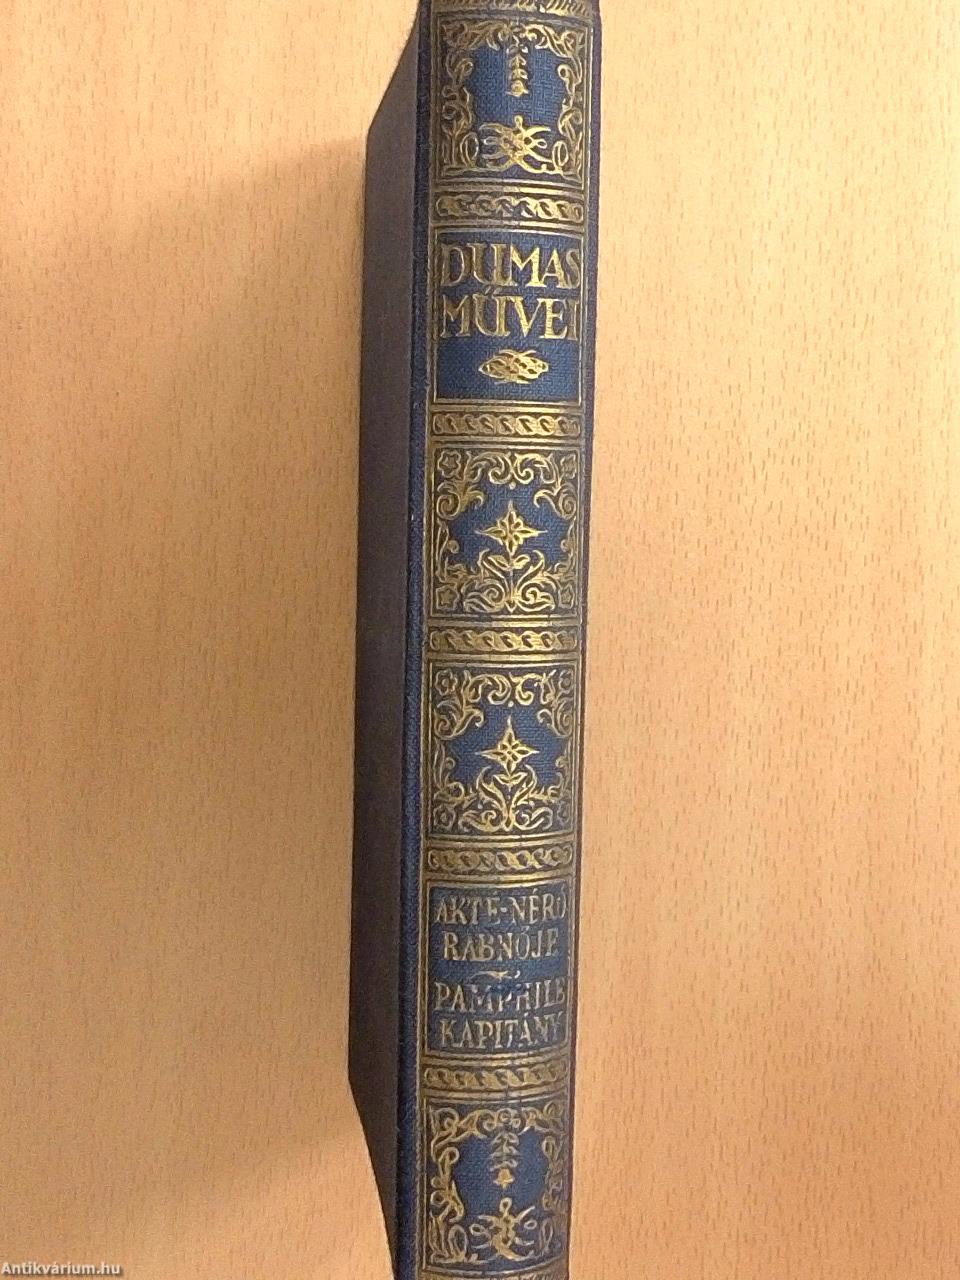 DUMAS
MŰVEI
AKTÉ-NÉRÓ
RABNŐJE
PAMPHILE
KAPITÁNY
Antikvárium.hu